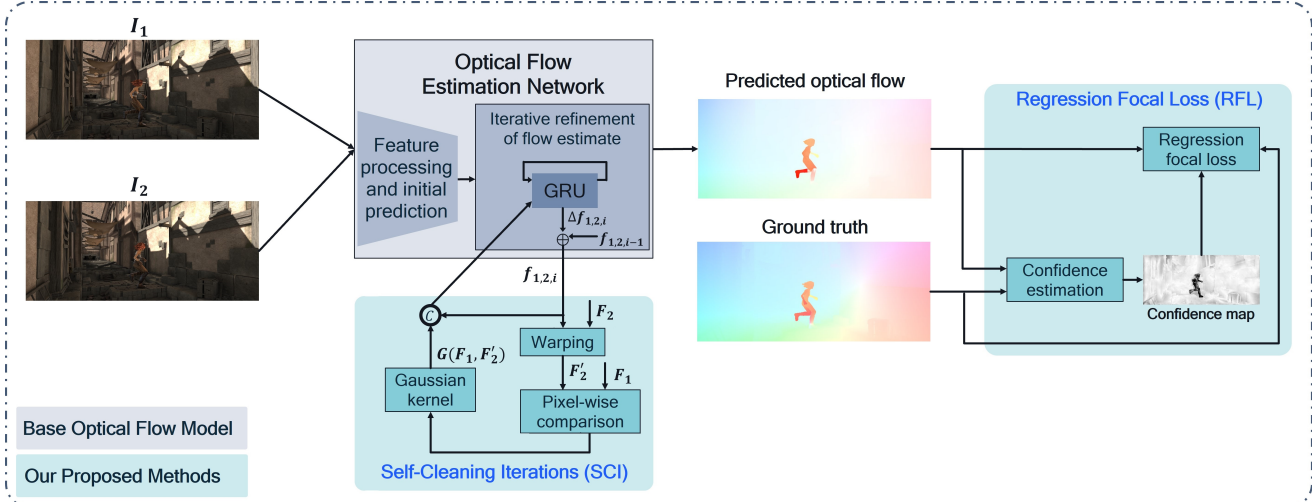 I₁
I₂
Optical Flow
Estimation Network
Feature
processing
and initial
prediction
Iterative refinement
of flow estimate
GRU
Δf₁,₂,ᵢ
f₁,₂,ᵢ₋₁
f₁,₂,ᵢ
C
F₂
Warping
G(F₁, F′₂)
F′₂
F₁
Gaussian
kernel
Pixel-wise
comparison
Self-Cleaning Iterations (SCI)
Predicted optical flow
Ground truth
Regression Focal Loss (RFL)
Regression
focal loss
Confidence
estimation
Confidence map
Base Optical Flow Model
Our Proposed Methods